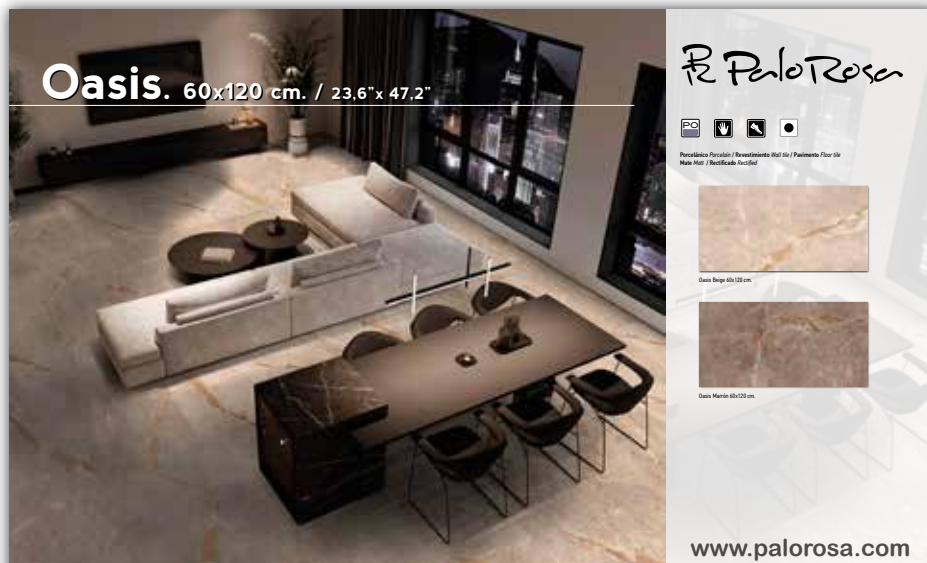 Oasis. 60x120 cm. / 23,6”x 47,2”
PR PaloRosa
PO
Porcelánico Porcelain / Revestimiento Wall tile / Pavimento Floor tile
Mate Matt / Rectificado Rectified
Oasis Beige 60x120 cm.
Oasis Marrón 60x120 cm.
www.palorosa.com